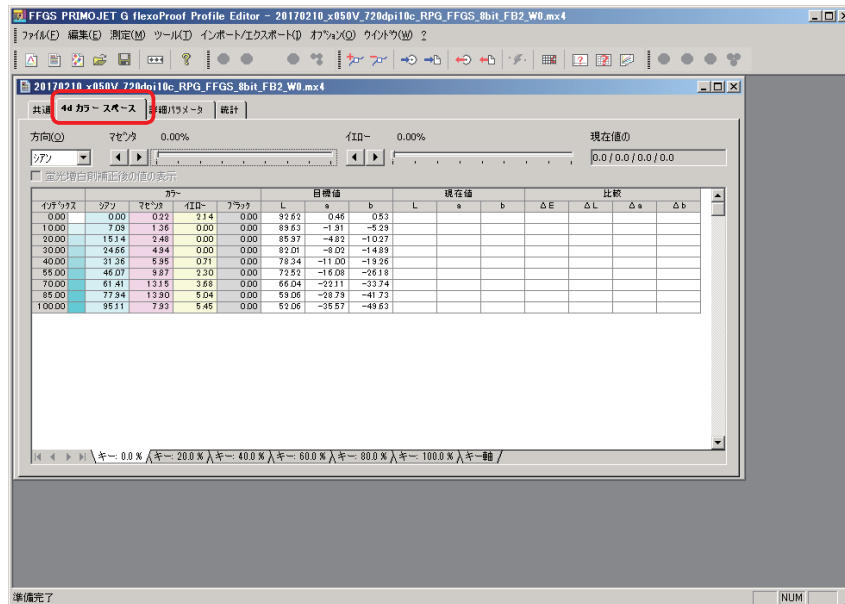 FFGS PRIMOJET G flexoProof Profile Editor - 20170210_x050V_720dpi10c_RPG_FFGS_8bit_FB2_W0.mx4
ファイル(F) 編集(E) 測定(M) ツール(T) インポート/エクスポート(I) オプション(O) ウインドウ(W) ?
20170210_x050V_720dpi10c_RPG_FFGS_8bit_FB2_W0.mx4
共通 4d カラー スペース 詳細パラメータ 統計
方向(O) マゼンタ 0.00% イエロー 0.00% 現在値の
シアン 0.0 / 0.0 / 0.0 / 0.0
蛍光増白剤補正後の値の表示
カラー 目標値 現在値 比較
インデックス シアン マゼンタ イエロー ブラック L a b L a b ΔE ΔL Δa Δb
0.00 0.00 0.22 2.14 0.00 92.62 0.46 0.53
10.00 7.09 1.36 0.00 0.00 89.63 -1.91 -5.29
20.00 15.14 2.48 0.00 0.00 85.97 -4.82 -10.27
30.00 24.66 4.94 0.00 0.00 82.01 -8.02 -14.89
40.00 31.36 5.95 0.71 0.00 78.34 -11.00 -19.26
55.00 46.07 9.87 2.30 0.00 72.52 -16.08 -26.18
70.00 61.41 13.15 3.68 0.00 66.04 -22.11 -33.74
85.00 77.94 13.90 5.04 0.00 59.06 -28.79 -41.73
100.00 95.11 7.93 5.45 0.00 52.06 -35.57 -49.63
キー: 0.0 % キー: 20.0 % キー: 40.0 % キー: 60.0 % キー: 80.0 % キー: 100.0 % キー軸
準備完了 NUM